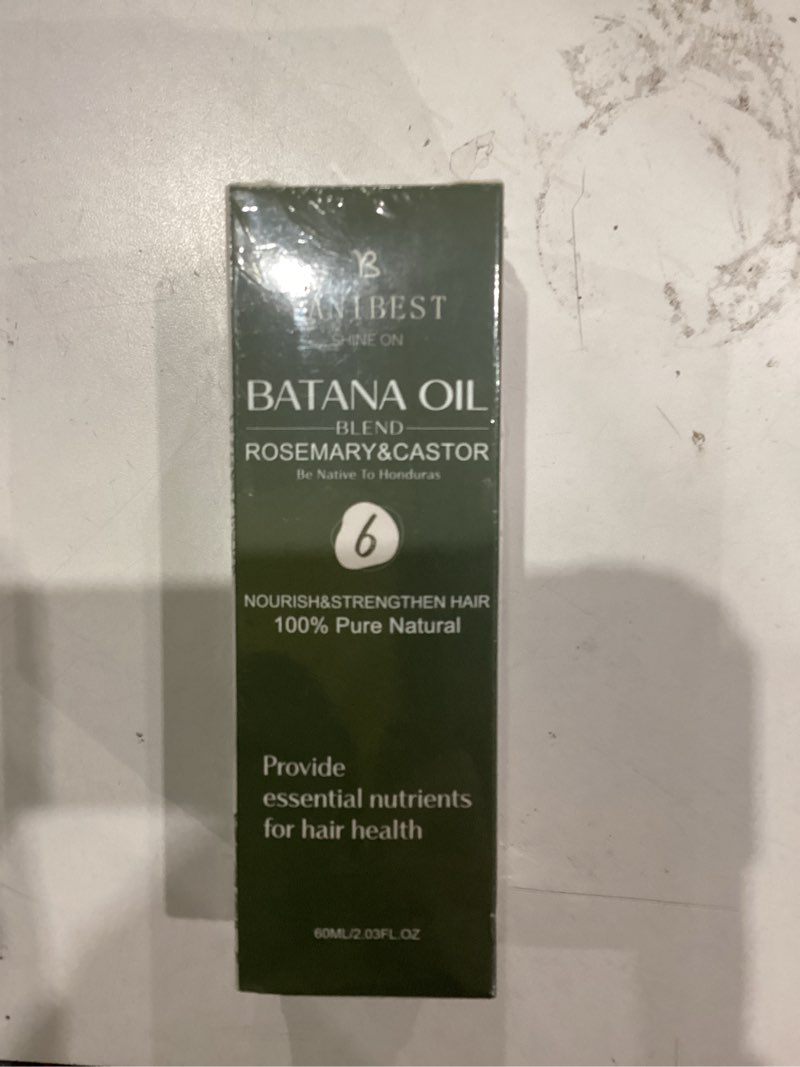 SHINE ON
BATANA OIL
BLEND
ROSEMARY&CASTOR
Be Native To Honduras
6
NOURISH&STRENGTHEN HAIR
100% Pure Natural
Provide
essential nutrients
for hair health
60ML/2.03FL.OZ